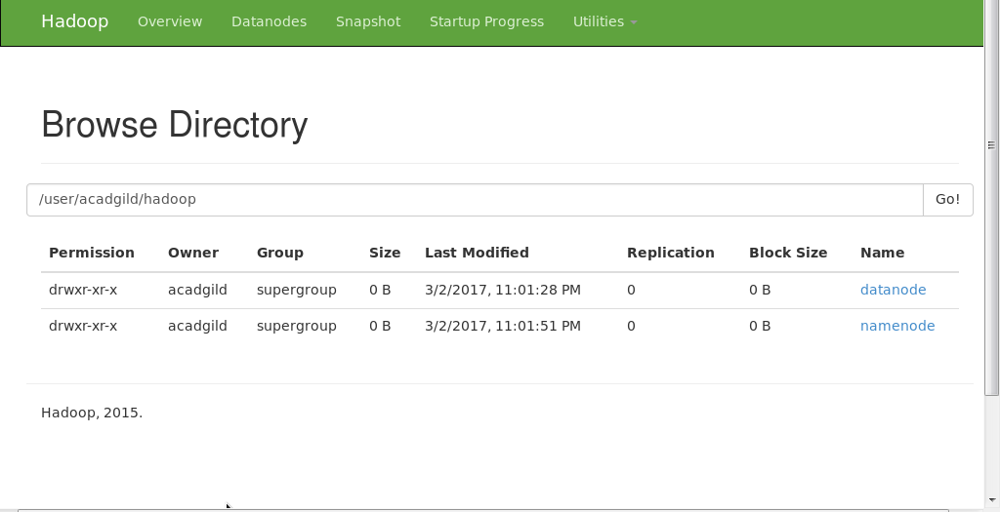 Hadoop Overview Datanodes Snapshot Startup Progress Utilities
Browse Directory
/user/acadgild/hadoop Go!
Permission Owner Group Size Last Modified Replication Block Size Name
drwxr-xr-x acadgild supergroup 0 B 3/2/2017, 11:01:28 PM 0 0 B datanode
drwxr-xr-x acadgild supergroup 0 B 3/2/2017, 11:01:51 PM 0 0 B namenode
Hadoop, 2015.